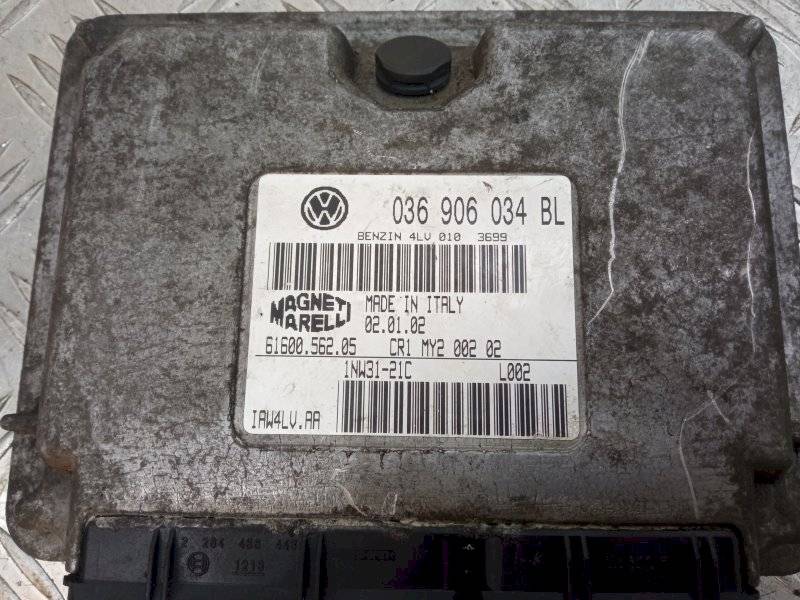 036 906 034 BL
BENZIN 4LV 010 3699
MAGNETI MARELLI
MADE IN ITALY
02.01.02
61600.562.05 CR1 MY2 002 02
1NW31-21C L002
IAW4LV.AA
1213